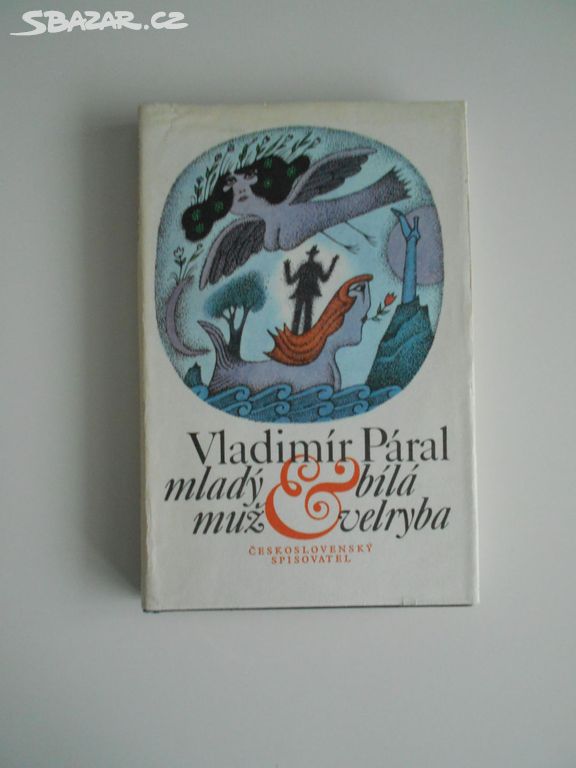 SBAZAR.CZ
Vladimír Páral
mladý & bílá
muž velryba
ČESKOSLOVENSKÝ
SPISOVATEL